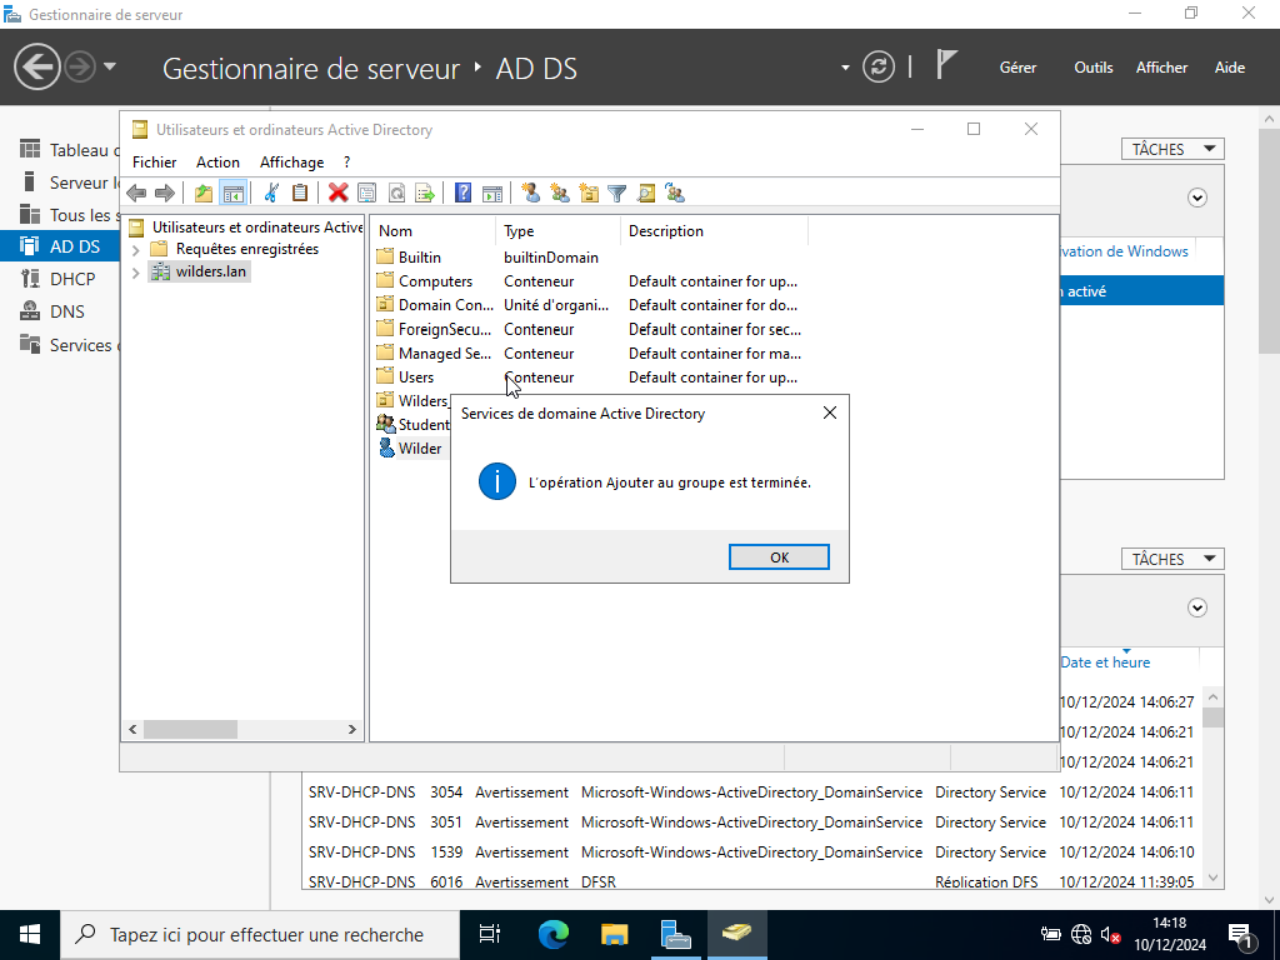 Gestionnaire de serveur
Gestionnaire de serveur ‣ AD DS
Gérer
Outils
Afficher
Aide
Tableau
Serveur
Tous les
AD DS
DHCP
DNS
Services
Utilisateurs et ordinateurs Active Directory
Fichier Action Affichage ?
Utilisateurs et ordinateurs Active
Requêtes enregistrées
wilders.lan
Nom Type Description
Builtin builtinDomain
Computers Conteneur Default container for up...
Domain Con... Unité d'organi... Default container for do...
ForeignSecu... Conteneur Default container for sec...
Managed Se... Conteneur Default container for ma...
Users Conteneur Default container for up...
Wilders_
Student
Wilder
Services de domaine Active Directory
L'opération Ajouter au groupe est terminée.
OK
TÂCHES
vation de Windows
activé
TÂCHES
Date et heure
10/12/2024 14:06:27
10/12/2024 14:06:21
10/12/2024 14:06:21
SRV-DHCP-DNS 3054 Avertissement Microsoft-Windows-ActiveDirectory_DomainService Directory Service 10/12/2024 14:06:11
SRV-DHCP-DNS 3051 Avertissement Microsoft-Windows-ActiveDirectory_DomainService Directory Service 10/12/2024 14:06:11
SRV-DHCP-DNS 1539 Avertissement Microsoft-Windows-ActiveDirectory_DomainService Directory Service 10/12/2024 14:06:10
SRV-DHCP-DNS 6016 Avertissement DFSR Réplication DFS 10/12/2024 11:39:05
Tapez ici pour effectuer une recherche
14:18
10/12/2024
1